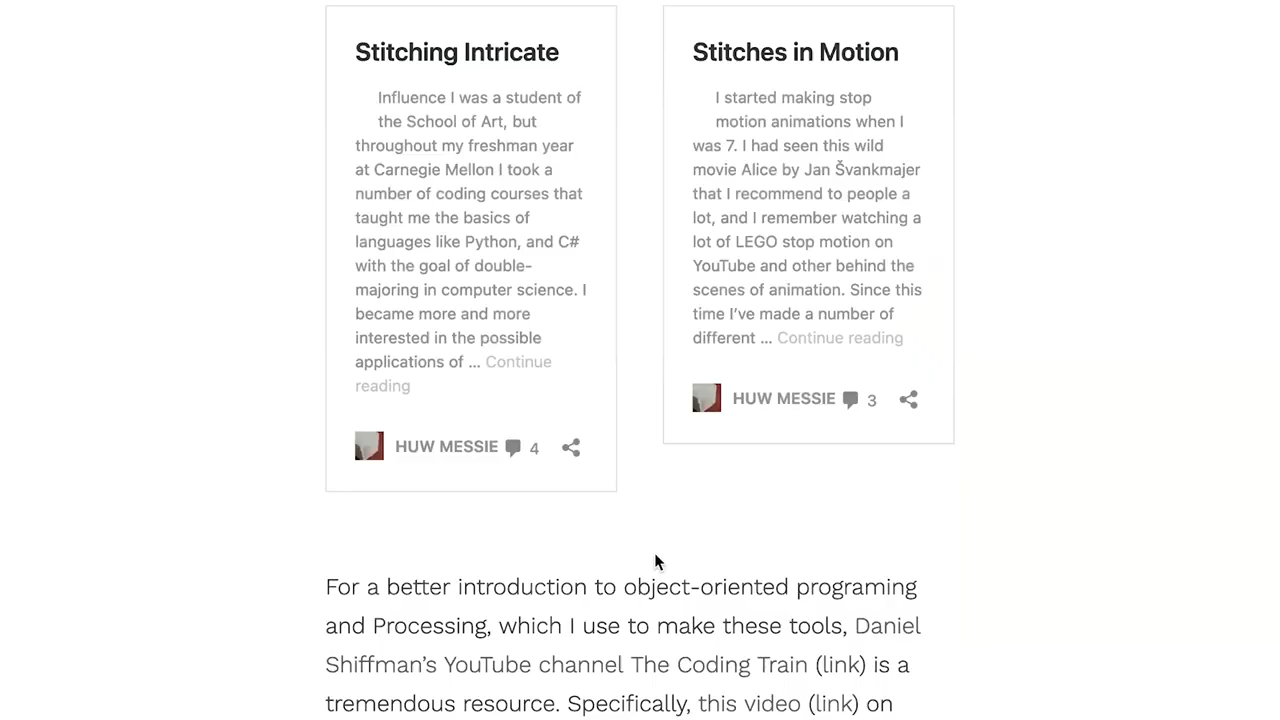 Stitching Intricate
Influence I was a student of
the School of Art, but
throughout my freshman year
at Carnegie Mellon I took a
number of coding courses that
taught me the basics of
languages like Python, and C#
with the goal of double-
majoring in computer science. I
became more and more
interested in the possible
applications of ... Continue
reading
HUW MESSIE 4
Stitches in Motion
I started making stop
motion animations when I
was 7. I had seen this wild
movie Alice by Jan Švankmajer
that I recommend to people a
lot, and I remember watching a
lot of LEGO stop motion on
YouTube and other behind the
scenes of animation. Since this
time I've made a number of
different ... Continue reading
HUW MESSIE 3
For a better introduction to object-oriented programing
and Processing, which I use to make these tools, Daniel
Shiffman's YouTube channel The Coding Train (link) is a
tremendous resource. Specifically, this video (link) on